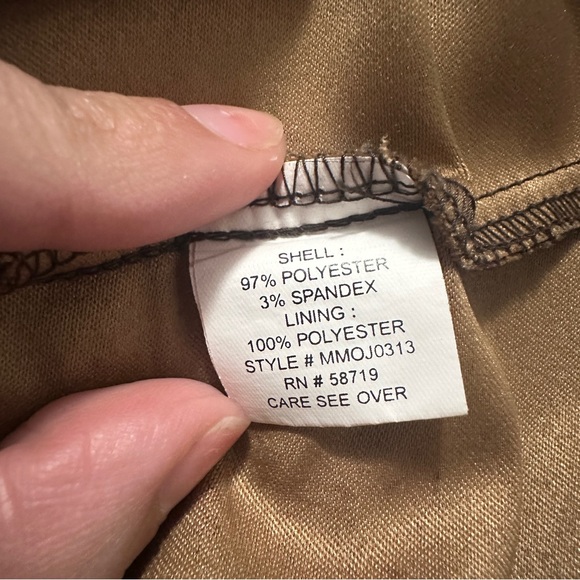 SHELL :
97% POLYESTER
3% SPANDEX
LINING :
100% POLYESTER
STYLE # MMOJ0313
RN # 58719
CARE SEE OVER